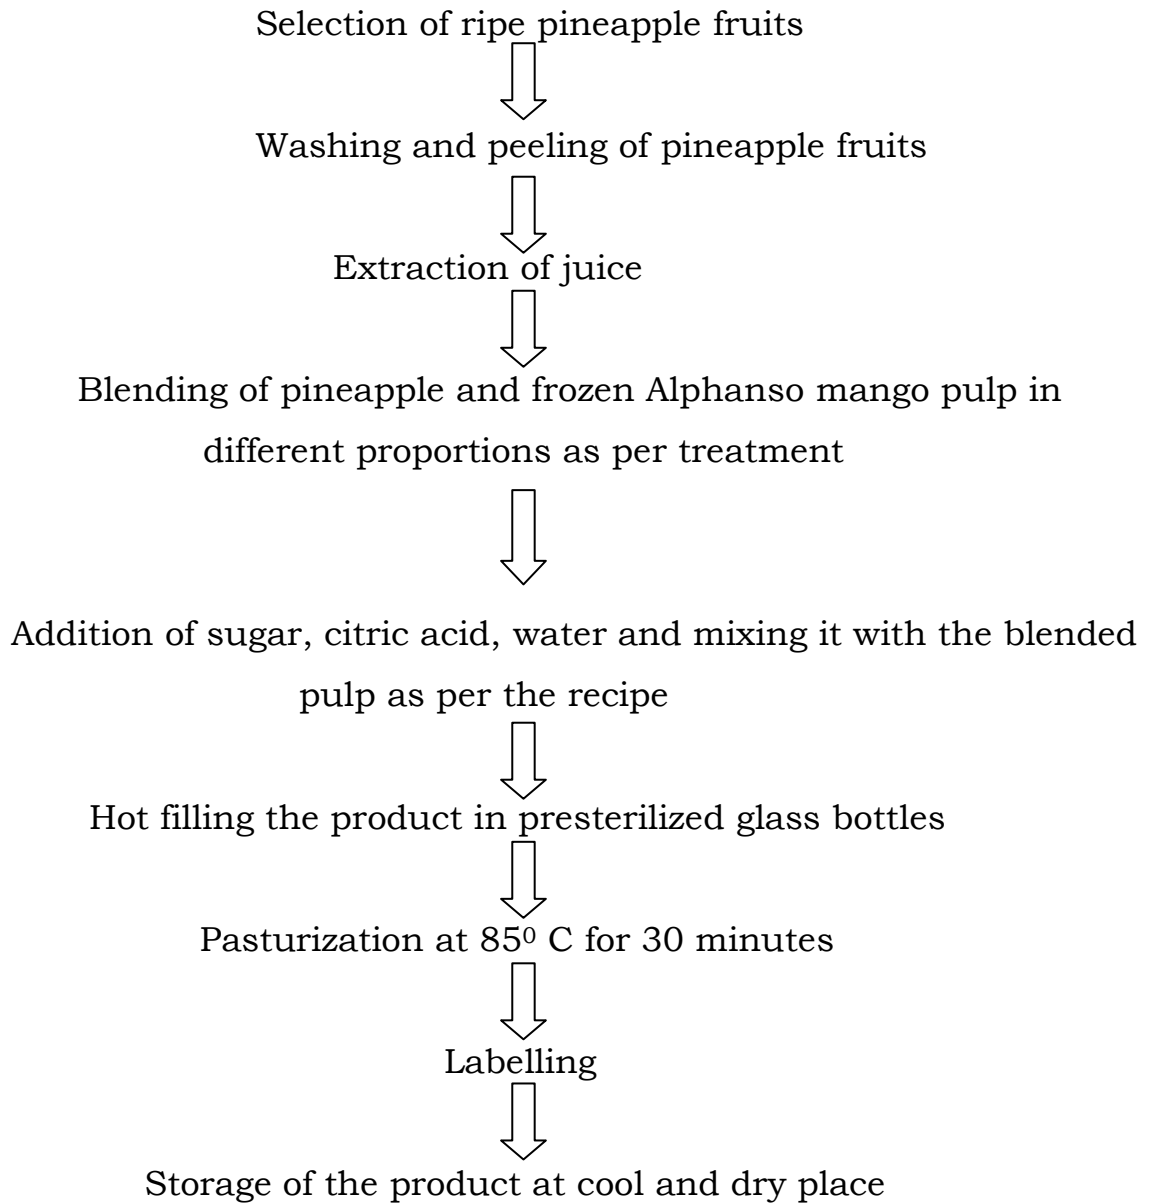 Selection of ripe pineapple fruits
Washing and peeling of pineapple fruits
Extraction of juice
Blending of pineapple and frozen Alphanso mango pulp in
different proportions as per treatment
Addition of sugar, citric acid, water and mixing it with the blended
pulp as per the recipe
Hot filling the product in presterilized glass bottles
Pasturization at 85⁰ C for 30 minutes
Labelling
Storage of the product at cool and dry place